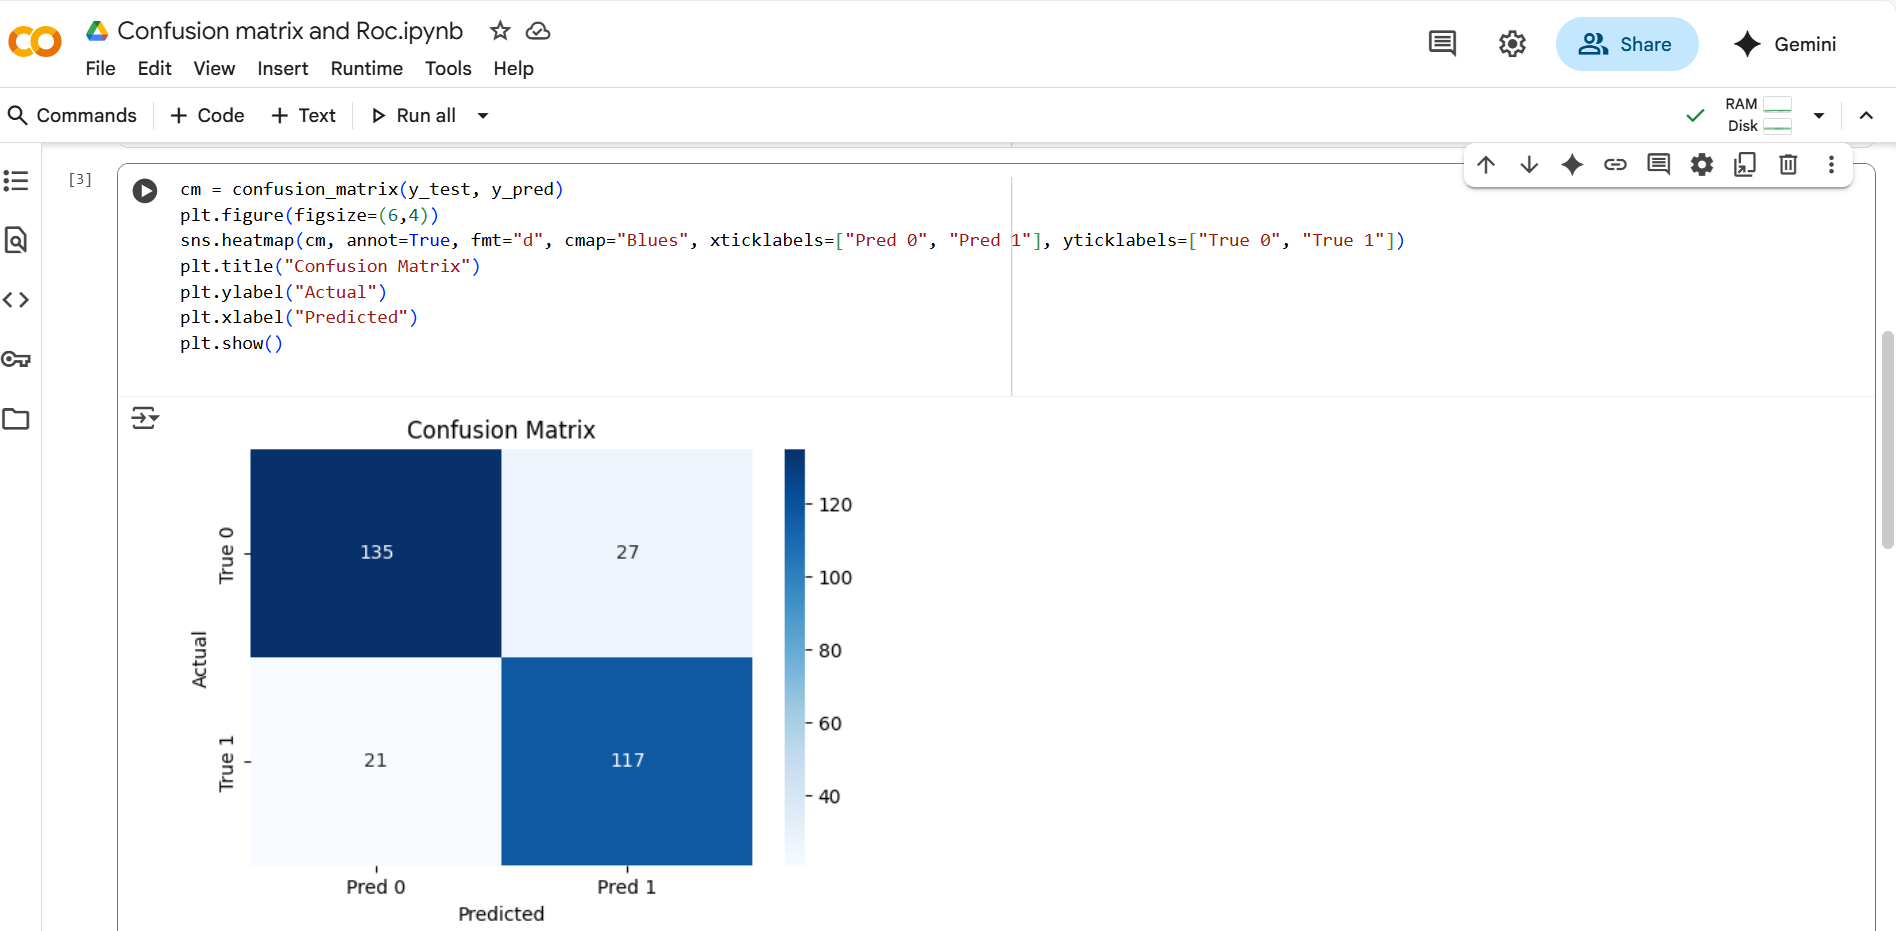 Confusion matrix and Roc.ipynb
File Edit View Insert Runtime Tools Help
Share
Gemini
Commands
+ Code
+ Text
Run all
RAM
Disk
[3]
cm = confusion_matrix(y_test, y_pred)
plt.figure(figsize=(6,4))
sns.heatmap(cm, annot=True, fmt="d", cmap="Blues", xticklabels=["Pred 0", "Pred 1"], yticklabels=["True 0", "True 1"])
plt.title("Confusion Matrix")
plt.ylabel("Actual")
plt.xlabel("Predicted")
plt.show()
Confusion Matrix
True 0
135
27
Actual
True 1
21
117
Pred 0
Pred 1
Predicted
120
100
80
60
40